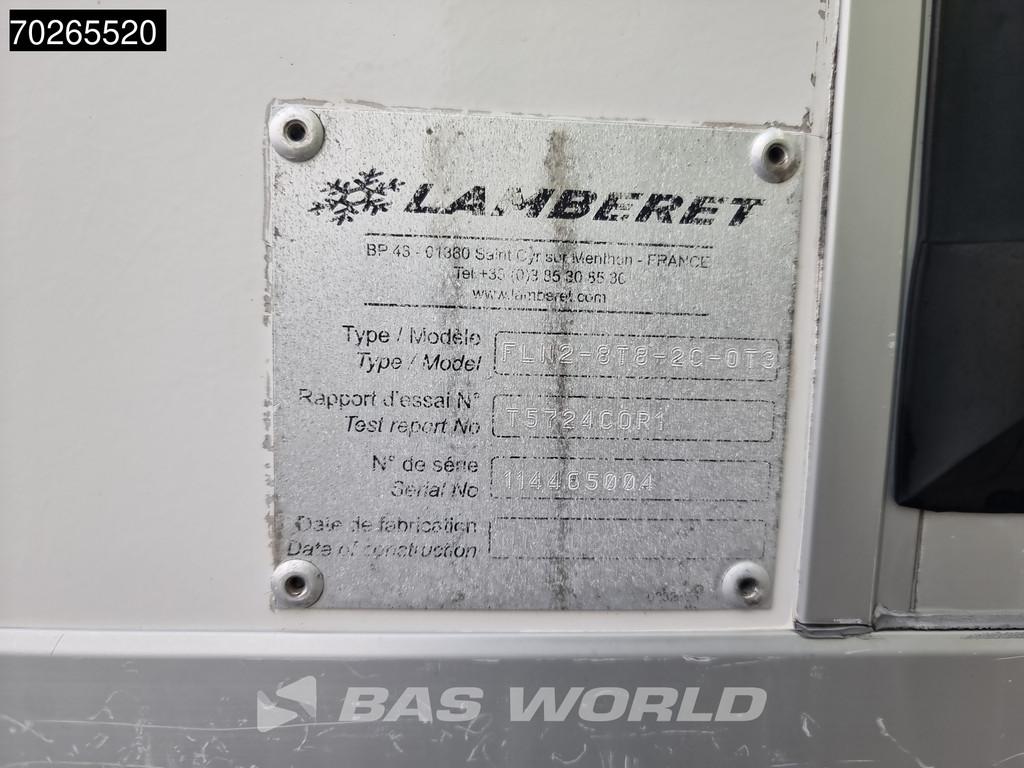 70265520
LAMBERET
BP 43 - 01380 Saint Cyr sur Menthon - FRANCE
Tel +33 (0)3 85 30 85 30
www.lamberet.com
Type / Modèle
Type / Model
FLN2-8T8-2C-0T3
Rapport d'essai N°
Test report No
T5724COR1
N° de série
Serial No
114465004
Date de fabrication
Date of construction
BAS WORLD